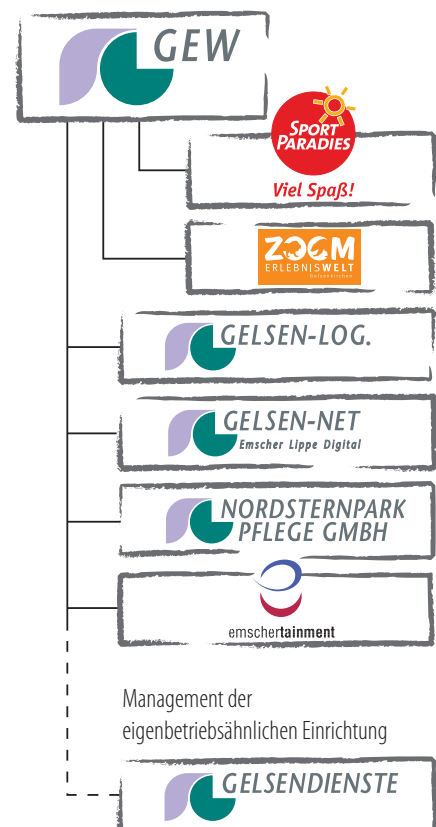 GEW
SPORT
PARADIES
Viel Spaß!
ZOOM
ERLEBNISWELT
Gelsenkirchen
GELSEN-LOG.
GELSEN-NET
Emscher Lippe Digital
NORDSTERNPARK
PFLEGE GMBH
emschertainment
Management der
eigenbetriebsähnlichen Einrichtung
GELSENDIENSTE